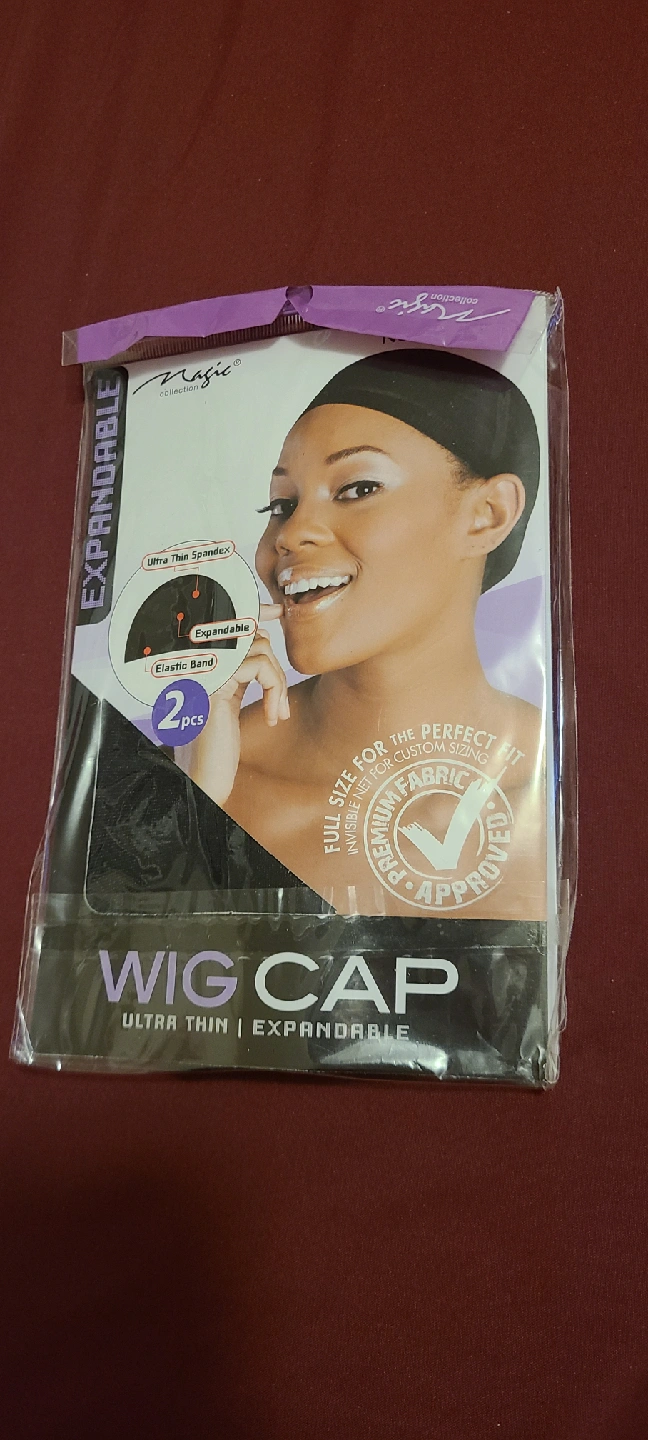 Magic®
collection
Magic®
collection
EXPANDABLE
Ultra Thin Spandex
Expandable
Elastic Band
2pcs
FULL SIZE FOR THE PERFECT FIT
INVISIBLE NET FOR CUSTOM SIZING
PREMIUM FABRIC
• APPROVED •
WIG CAP
ULTRA THIN | EXPANDABLE